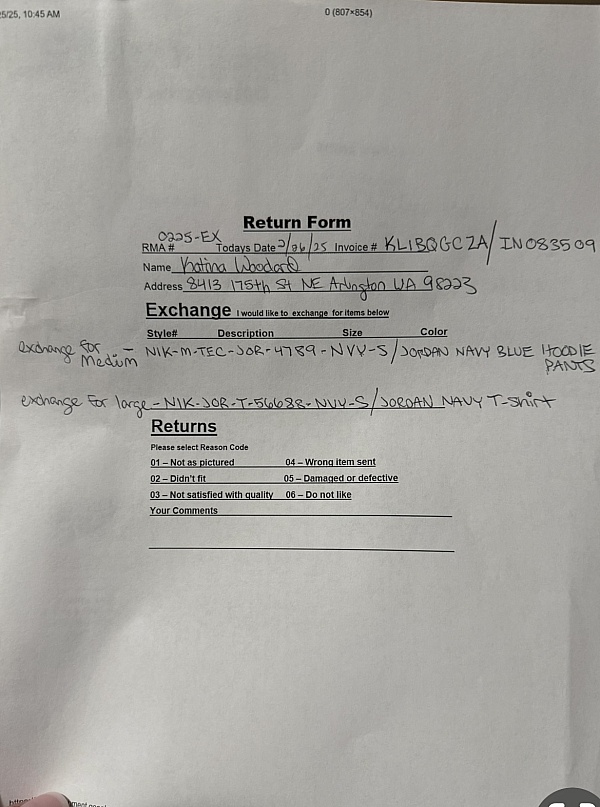 5/25, 10:45 AM 0 (807×854)
Return Form
RMA # 0225-EX Todays Date 2/26/25 Invoice # KL1BQGCZA/IN083509
Name Katina Woodard
Address 8413 175th St NE Arlington WA 98223
Exchange I would like to exchange for items below
Style# Description Size Color
exchange for Medium – NIK-M-TEC-JOR-4789-NVY-S/JORDAN NAVY BLUE HOODIE PANTS
exchange for large - NIK-JOR-T-56688-NVY-S/JORDAN NAVY T-Shirt
Returns
Please select Reason Code
01 – Not as pictured 04 – Wrong item sent
02 – Didn't fit 05 – Damaged or defective
03 – Not satisfied with quality 06 – Do not like
Your Comments